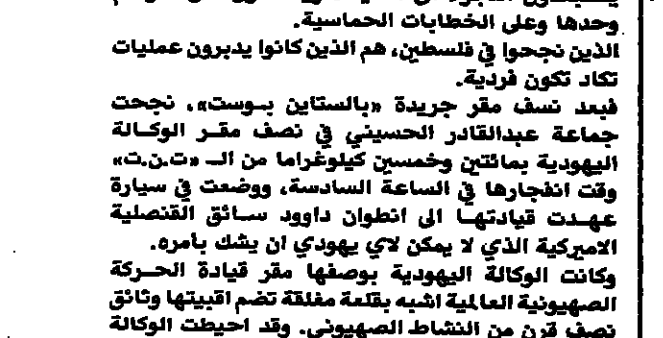 وحدها وعلى الخطابات الحماسية.
الذين نجحوا في فلسطين، هم الذين كانوا يدبرون عمليات
تكاد تكون فردية.
فبعد نسف مقر جريدة «بالستاين بوست»، نجحت
جماعة عبدالقادر الحسيني في نصف مقر الوكالة
اليهودية بمائتين وخمسين كيلوغراما من الـ «ت.ن.ت»
وقت انفجارها في الساعة السادسة، ووضعت في سيارة
عهدت قيادتها الى انطوان داوود سائق القنصلية
الاميركية الذي لا يمكن لاي يهودي ان يشك بامره.
وكانت الوكالة اليهودية بوصفها مقر قيادة الحركة
الصهيونية العالمية اشبه بقلعة مغلقة تضم اقبيتها وثائق
نصف قرن من النشاط الصهيوني. وقد احيطت الوكالة